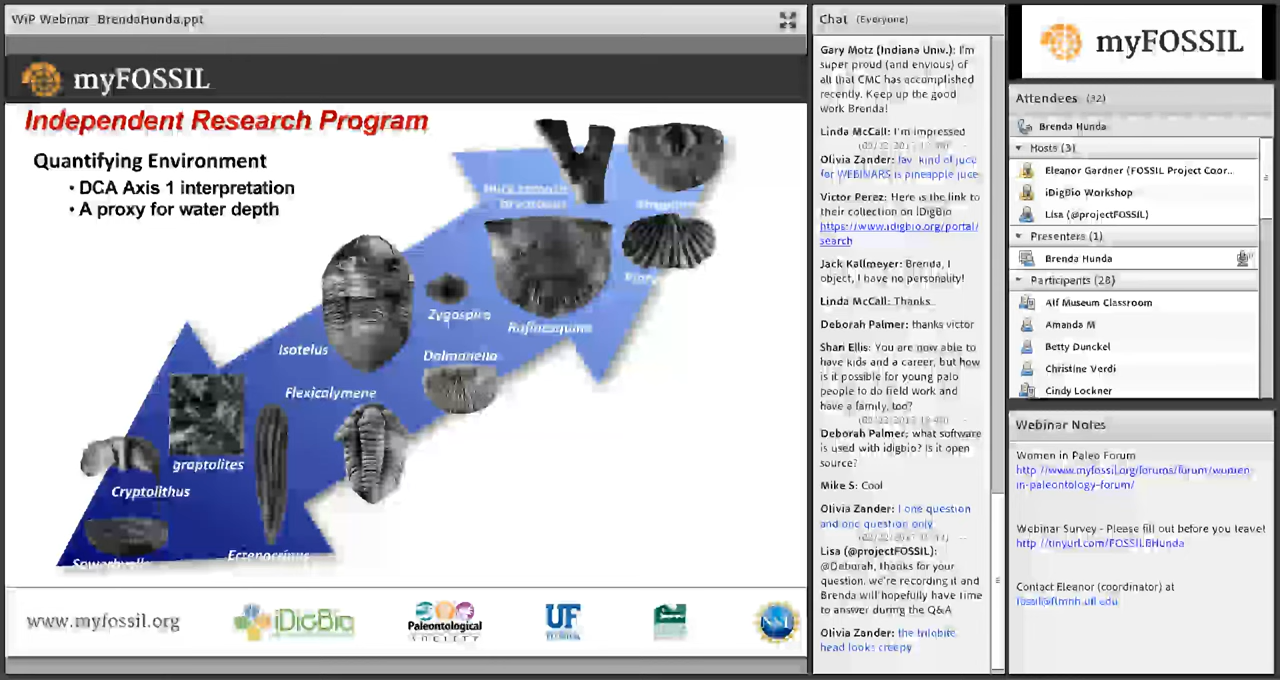 WiP Webinar_BrendaHunda.ppt
myFOSSIL
Independent Research Program
Quantifying Environment
• DCA Axis 1 interpretation
• A proxy for water depth
Zygospira
Rafinesquina
Isotelus
Dalmanella
Flexicalymene
graptolites
Cryptolithus
www.myfossil.org
iDigBio
Paleontological
SOCIETY
UF
NSF
Chat (Everyone)
Gary Motz (Indiana Univ.): I'm
super proud (and envious) of
all that CMC has accomplished
recently. Keep up the good
work Brenda!
Linda McCall: I'm impressed
Olivia Zander: fav kind of juce
for WEBINARS is pineapple juce
Victor Perez: Here is the link to
their collection on iDigBio
https://www.idigbio.org/portal/
search
Jack Kallmeyer: Brenda, I
object, I have no personality!
Linda McCall: Thanks.
Deborah Palmer: thanks victor
Shari Ellis: You are now able to
have kids and a career, but how
is it possible for young palo
people to do field work and
have a family, too?
Deborah Palmer: what software
is used with idigbio? Is it open
source?
Mike S: Cool
Olivia Zander: I one question
and one question only
Lisa (@projectFOSSIL):
@Deborah, thanks for your
question, we're recording it and
Brenda will hopefully have time
to answer during the Q&A
Olivia Zander: the trilobite
head looks creepy
myFOSSIL
Attendees (32)
Brenda Hunda
Hosts (3)
Eleanor Gardner (FOSSIL Project Coor..
iDigBio Workshop
Lisa (@projectFOSSIL)
Presenters (1)
Brenda Hunda
Participants (28)
Alf Museum Classroom
Amanda M
Betty Dunckel
Christine Verdi
Cindy Lockner
Webinar Notes
Women in Paleo Forum
http://www.myfossil.org/forums/forum/women-
in-paleontology-forum/
Webinar Survey - Please fill out before you leave!
http://tinyurl.com/FOSSILBHunda
Contact Eleanor (coordinator) at
fossil@flmnh.ufl.edu